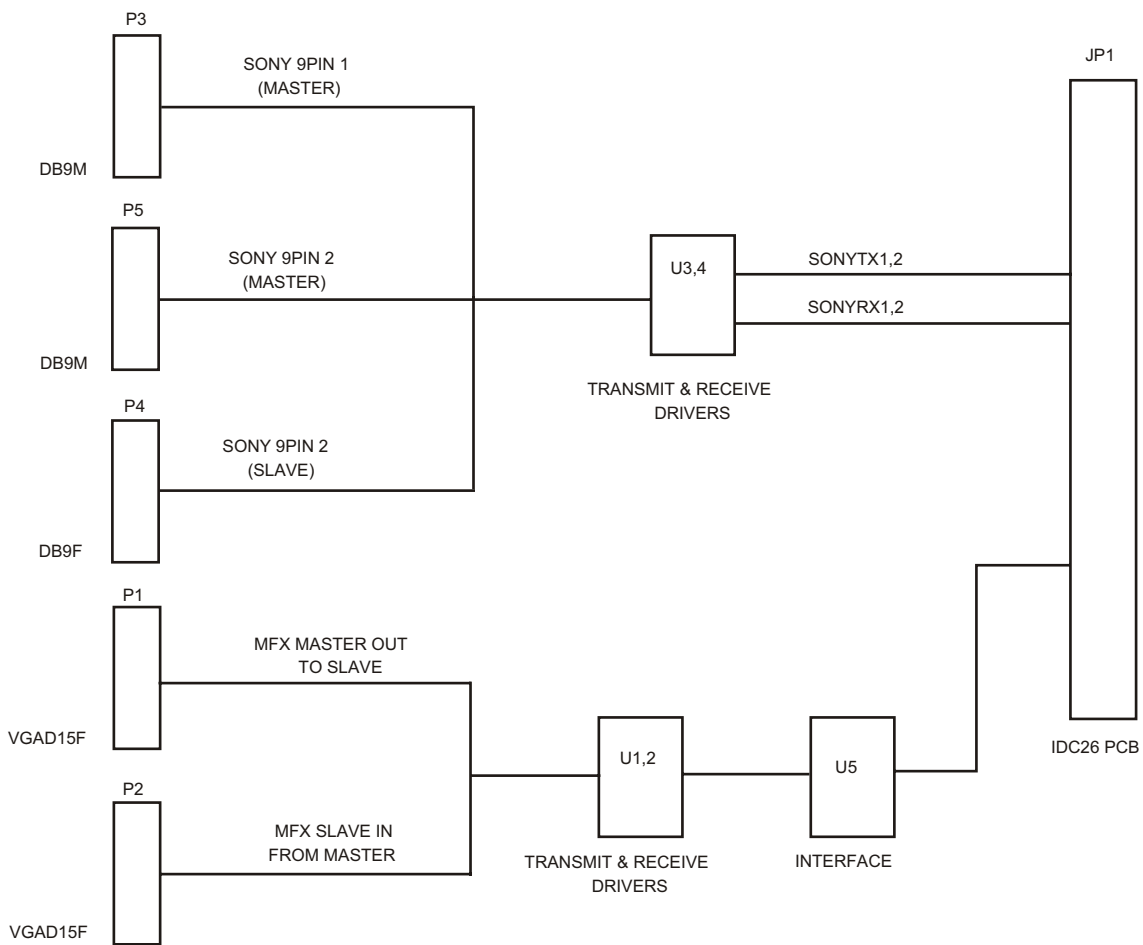 P3
JP1
SONY 9PIN 1
(MASTER)
DB9M
P5
SONY 9PIN 2
(MASTER)
U3,4
SONYTX1,2
SONYRX1,2
DB9M
TRANSMIT & RECEIVE
DRIVERS
P4
SONY 9PIN 2
(SLAVE)
DB9F
P1
MFX MASTER OUT
TO SLAVE
VGAD15F
IDC26 PCB
U1,2
U5
P2
MFX SLAVE IN
FROM MASTER
TRANSMIT & RECEIVE
DRIVERS
INTERFACE
VGAD15F